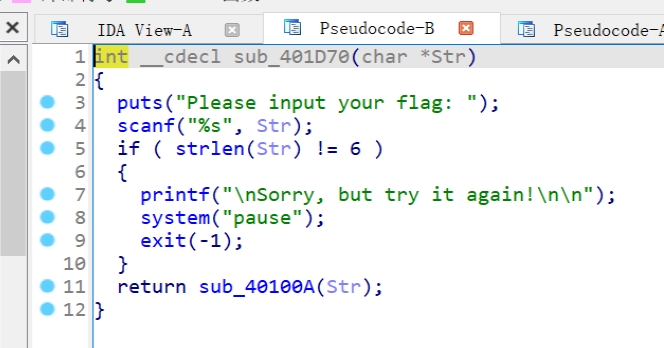 IDA View-A Pseudocode-B Pseudocode-A
1 int __cdecl sub_401D70(char *Str)
2 {
3 puts("Please input your flag: ");
4 scanf("%s", Str);
5 if ( strlen(Str) != 6 )
6 {
7 printf("\nSorry, but try it again!\n\n");
8 system("pause");
9 exit(-1);
10 }
11 return sub_40100A(Str);
12 }